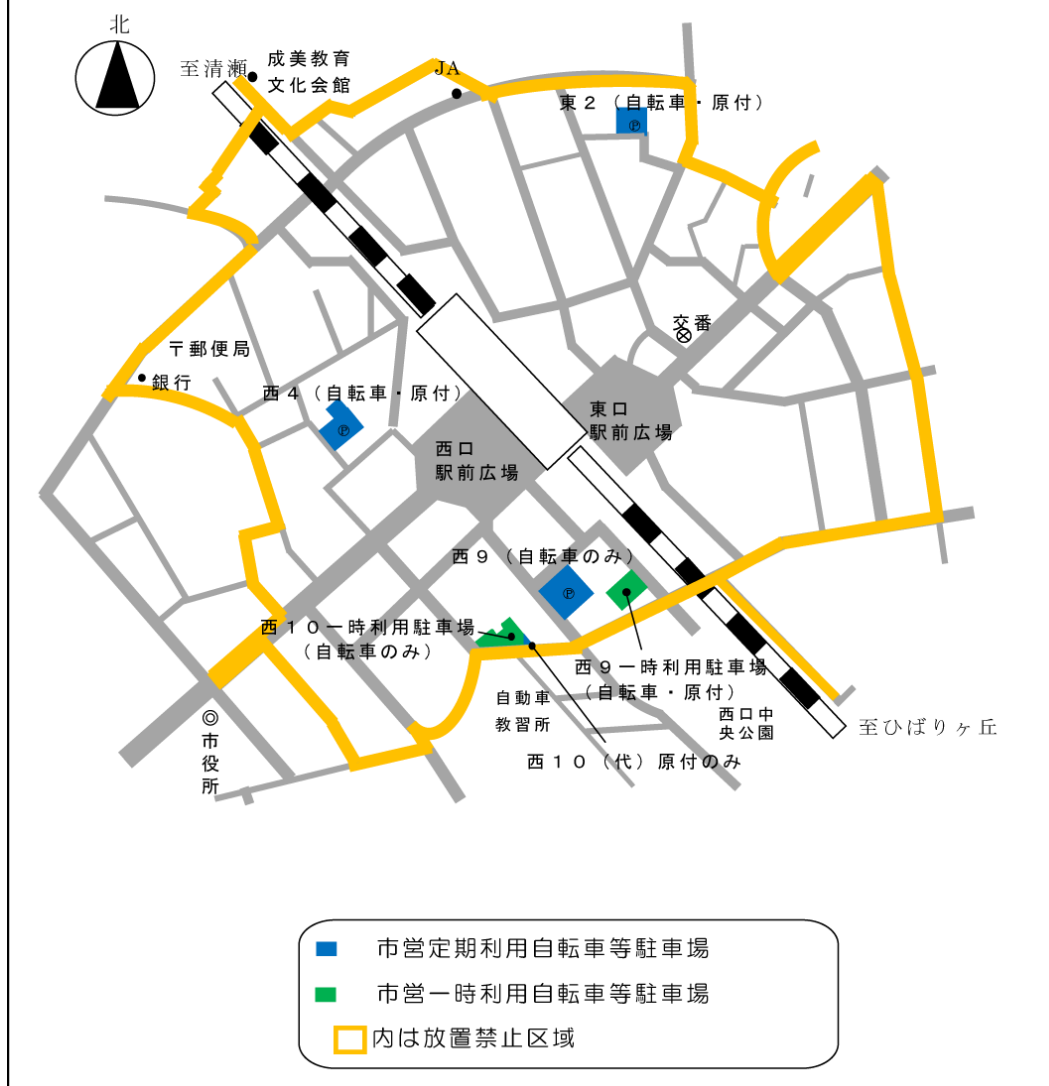 北
至清瀬
成美教育
文化会館
JA
東2（自転車・原付）
Ⓟ
交番
〒郵便局
銀行
西4（自転車・原付）
Ⓟ
東口
駅前広場
西口
駅前広場
西9（自転車のみ）
Ⓟ
西10一時利用駐車場
（自転車のみ）
西9一時利用駐車場
（自転車・原付）
自動車
教習所
西口中
央公園
至ひばりヶ丘
◎市役所
西10（代）原付のみ
市営定期利用自転車等駐車場
市営一時利用自転車等駐車場
内は放置禁止区域